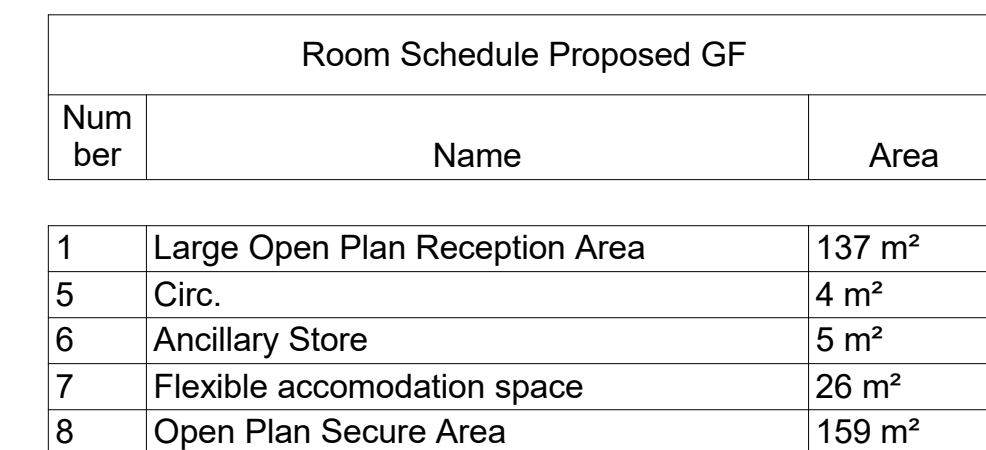 Room Schedule Proposed GF
Num
ber Name Area
1 Large Open Plan Reception Area 137 m²
5 Circ. 4 m²
6 Ancillary Store 5 m²
7 Flexible accomodation space 26 m²
8 Open Plan Secure Area 159 m²